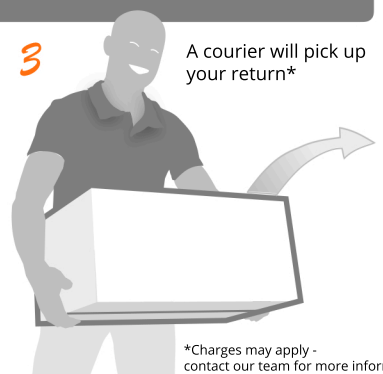 3
A courier will pick up
your return*
*Charges may apply -
contact our team for more